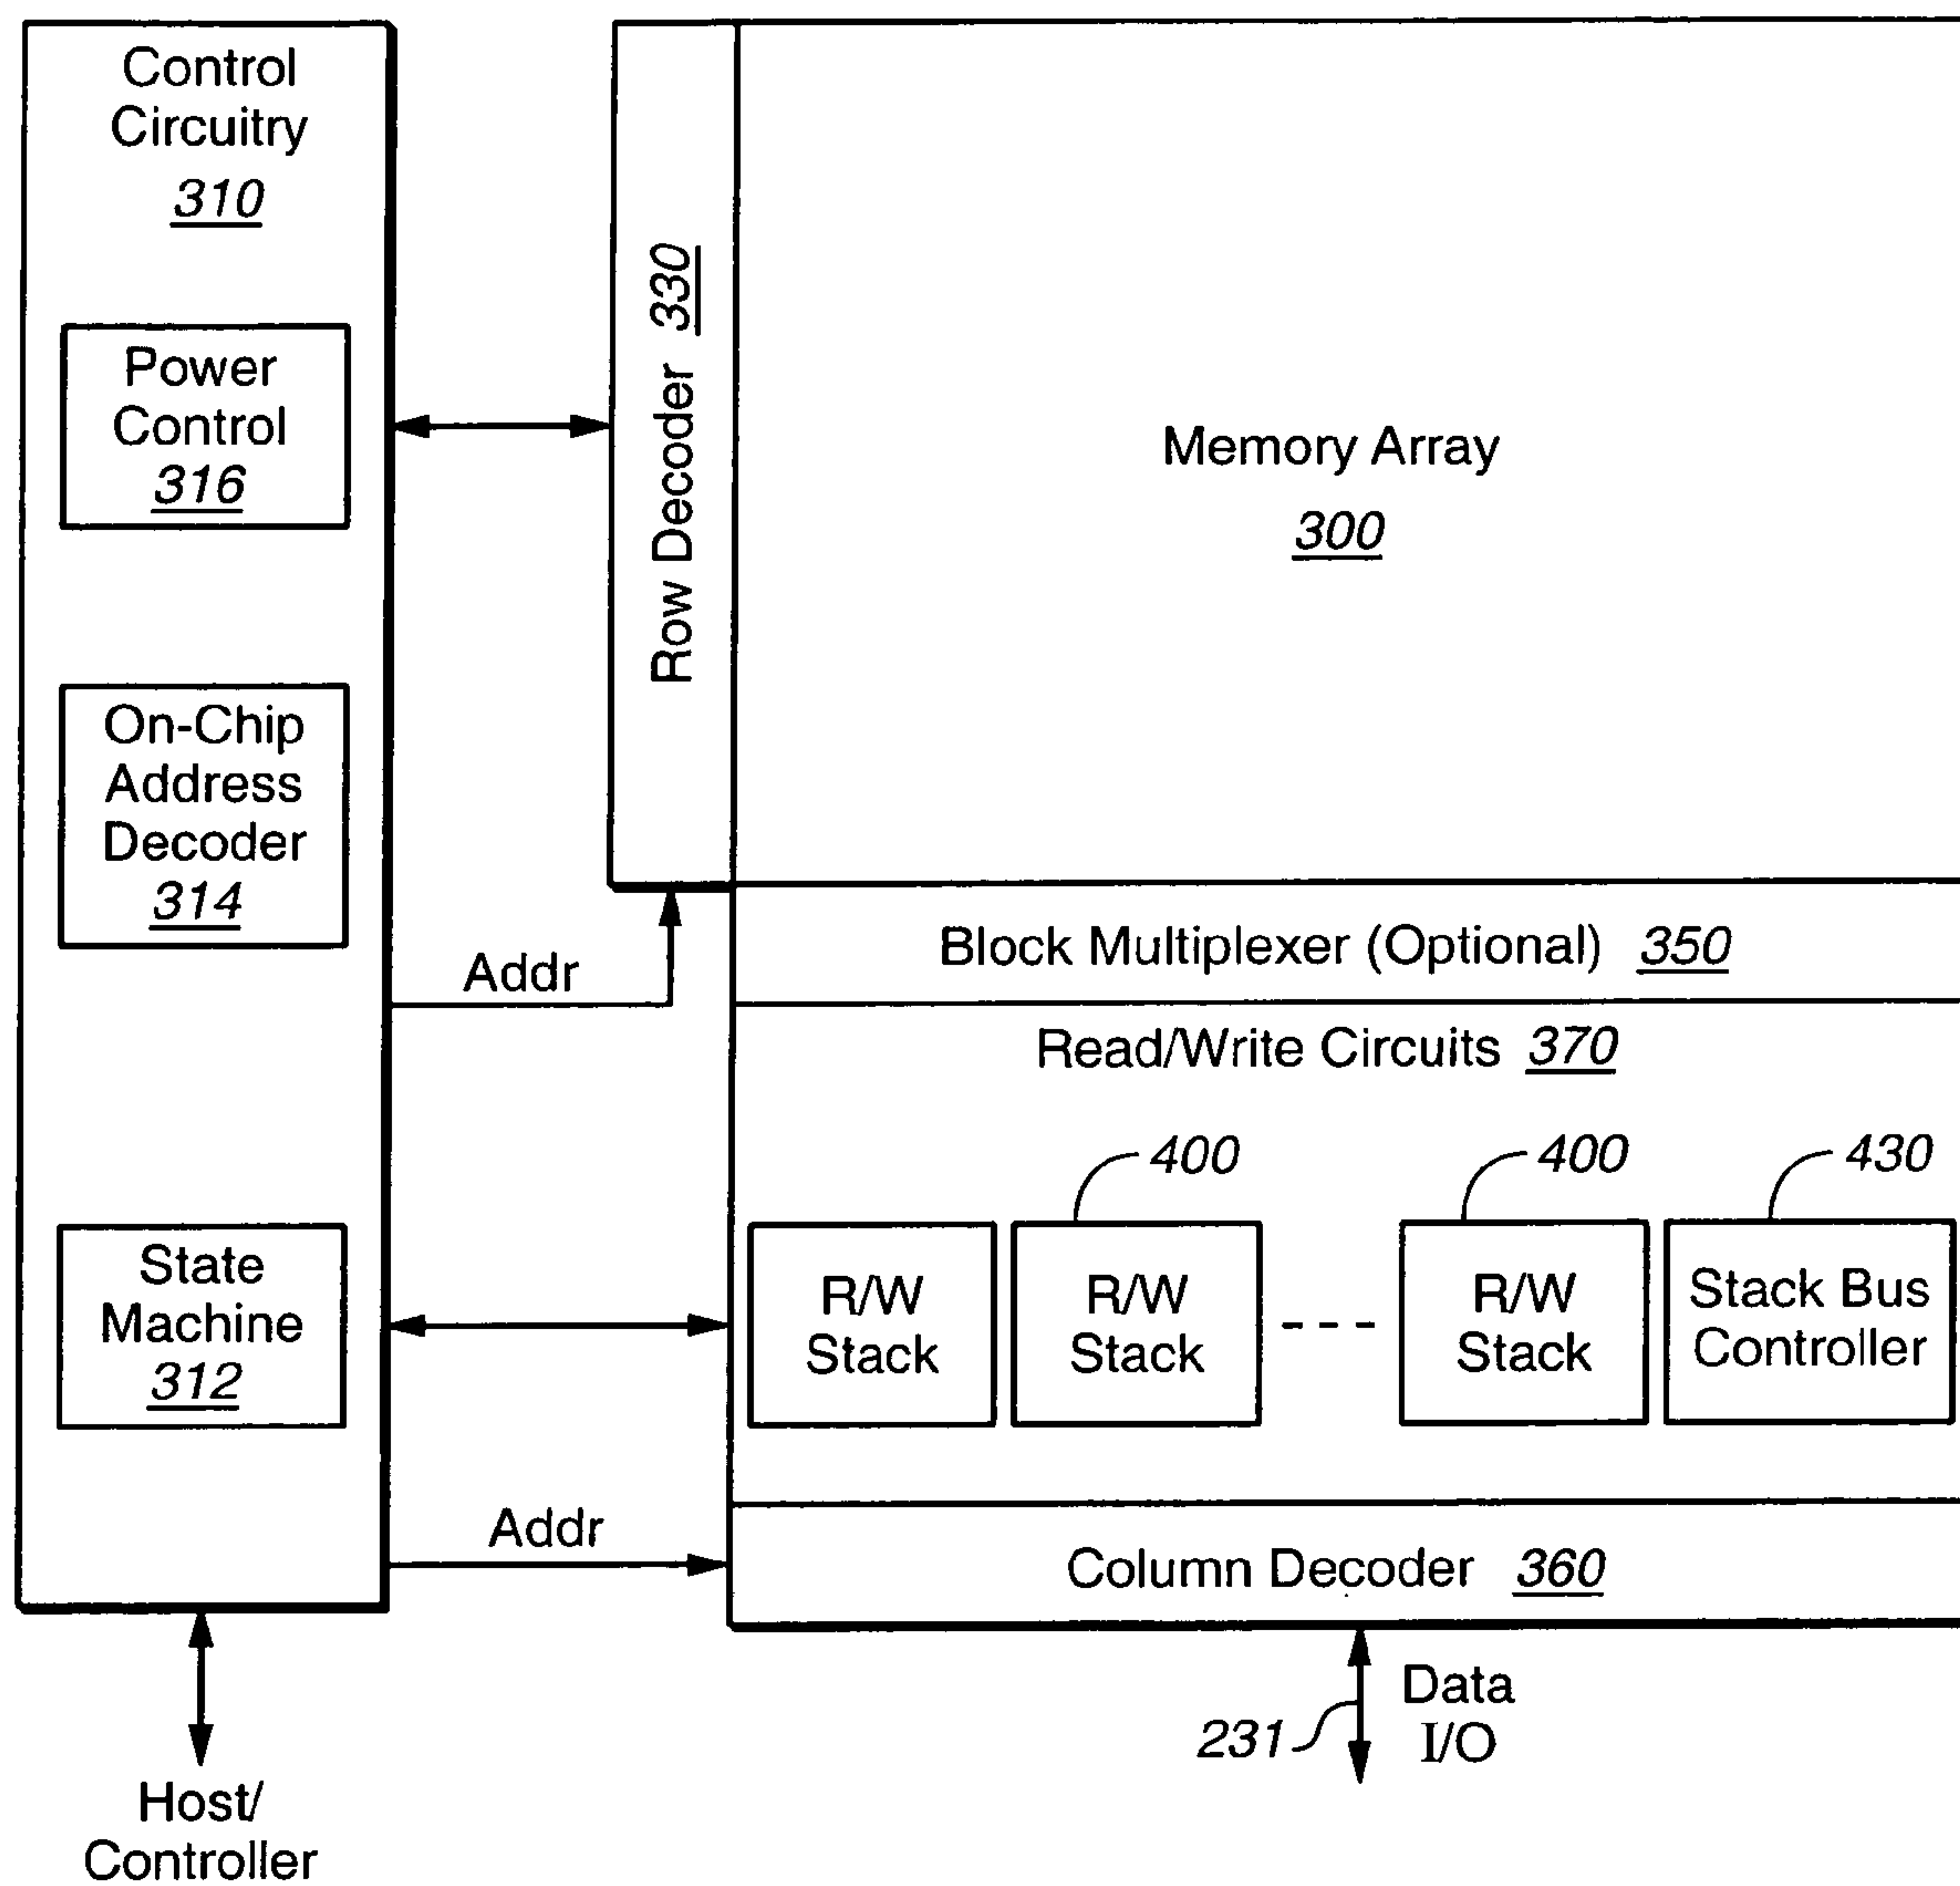 Control
Circuitry
310
Power
Control
316
On-Chip
Address
Decoder
314
State
Machine
312
Host/
Controller
Addr
Addr
Row Decoder 330
Memory Array
300
Block Multiplexer (Optional) 350
Read/Write Circuits 370
400
400
430
R/W
Stack
R/W
Stack
R/W
Stack
Stack Bus
Controller
Column Decoder 360
231
Data
I/O